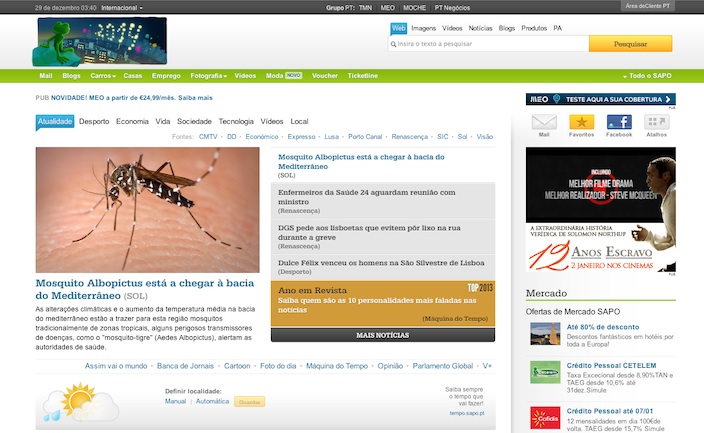 29 de dezembro 03:40 Internacional
Grupo PT: TMN MEO MOCHE PT Negócios
Área deCliente PT
Web Imagens Vídeos Notícias Blogs Produtos PA
Insira o texto a pesquisar
Pesquisar
Mail Blogs Carros Casas Emprego Fotografia Vídeos Moda NOVO Voucher Ticketline
Todo o SAPO
PUB NOVIDADE! MEO a partir de €24,99/mês. Saiba mais
Atualidade Desporto Economia Vida Sociedade Tecnologia Vídeos Local
Fontes: CMTV DD Económico Expresso Lusa Porto Canal Renascença SIC Sol Visão
Mosquito Albopictus está a chegar à bacia
do Mediterrâneo (SOL)
As alterações climáticas e o aumento da temperatura média na bacia
do mediterrâneo estão a trazer para esta região mosquitos
tradicionalmente de zonas tropicais, alguns perigosos transmissores
de doenças, como o "mosquito-tigre" (Aedes Albopictus), alertam as
autoridades de saúde.
Mosquito Albopictus está a chegar à bacia do
Mediterrâneo
(SOL)
Enfermeiros da Saúde 24 aguardam reunião com
ministro
(Renascença)
DGS pede aos lisboetas que evitem pôr lixo na rua
durante a greve
(Renascença)
Dulce Félix venceu os homens na São Silvestre de Lisboa
(Desporto)
Ano em Revista
TOP2013
Saiba quem são as 10 personalidades mais faladas nas
notícias
(Máquina do Tempo)
MAIS NOTÍCIAS
Assim vai o mundo Banca de Jornais Cartoon Foto do dia Máquina do Tempo Opinião Parlamento Global V+
Definir localidade:
Manual Automática Guardar
Saiba sempre
o tempo que
vai fazer!
tempo.sapo.pt
MEO TESTE AQUI A SUA COBERTURA
Mail Favoritos Facebook Atalhos
INCLUINDO
MELHOR FILME DRAMA
MELHOR REALIZADOR - STEVE MCQUEEN
A EXTRAORDINÁRIA HISTÓRIA
VERÍDICA DE SOLOMON NORTHUP
12 ANOS ESCRAVO
2 JANEIRO NOS CINEMAS
Mercado
Ofertas de Mercado SAPO
Até 80% de desconto
Descontos fantásticos em hotéis por
toda a Europa!
Crédito Pessoal CETELEM
Taxa Excecional desde 8,90%TAN e
TAEG desde 10,6% até
31dez.Simule
Cofidis
Crédito Pessoal até 07/01
12 mensalidades em dia 100€de
volta. TAEG desde 15,7% Simule